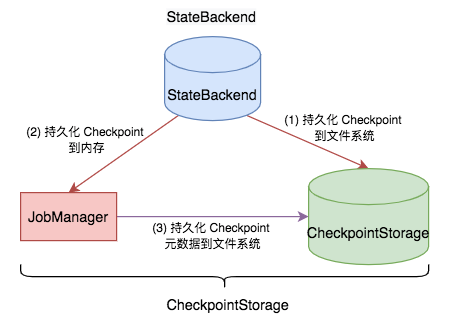 StateBackend
StateBackend
(1) 持久化 Checkpoint
到文件系统
(2) 持久化 Checkpoint
到内存
JobManager
(3) 持久化 Checkpoint
元数据到文件系统
CheckpointStorage
CheckpointStorage